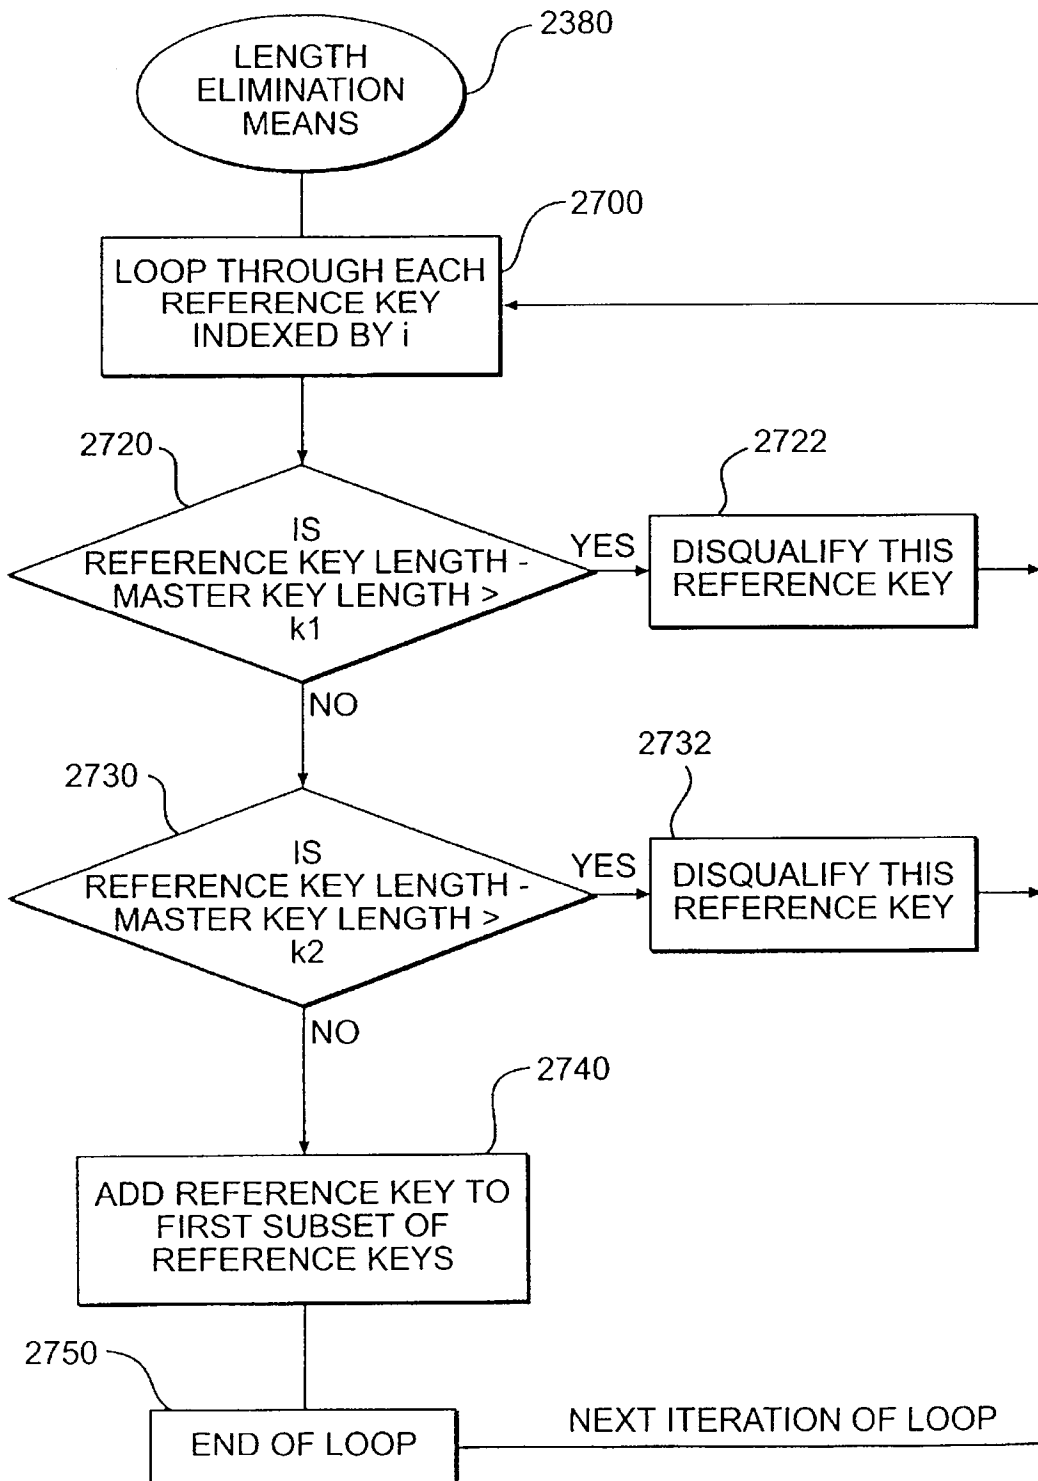 2380
LENGTH
ELIMINATION
MEANS
2700
LOOP THROUGH EACH
REFERENCE KEY
INDEXED BY i
2720
IS
REFERENCE KEY LENGTH -
MASTER KEY LENGTH >
k1
YES
2722
DISQUALIFY THIS
REFERENCE KEY
NO
2730
IS
REFERENCE KEY LENGTH -
MASTER KEY LENGTH >
k2
YES
2732
DISQUALIFY THIS
REFERENCE KEY
NO
2740
ADD REFERENCE KEY TO
FIRST SUBSET OF
REFERENCE KEYS
2750
END OF LOOP
NEXT ITERATION OF LOOP